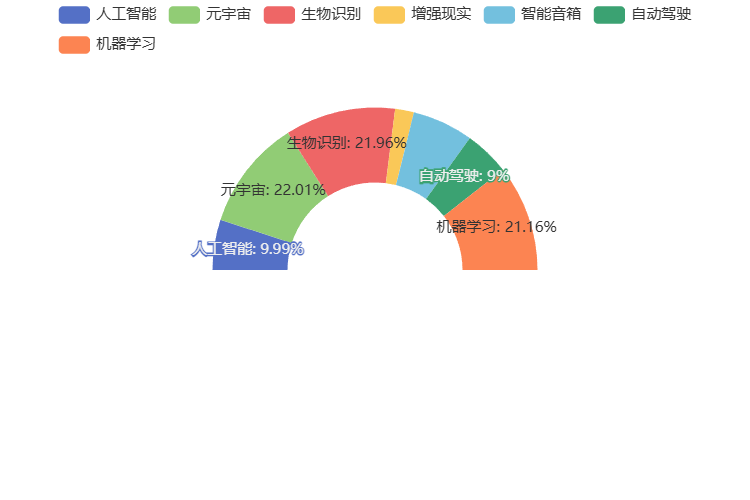 人工智能 元宇宙 生物识别 增强现实 智能音箱 自动驾驶
机器学习
生物识别: 21.96%
自动驾驶: 9%
元宇宙: 22.01%
机器学习: 21.16%
人工智能: 9.99%